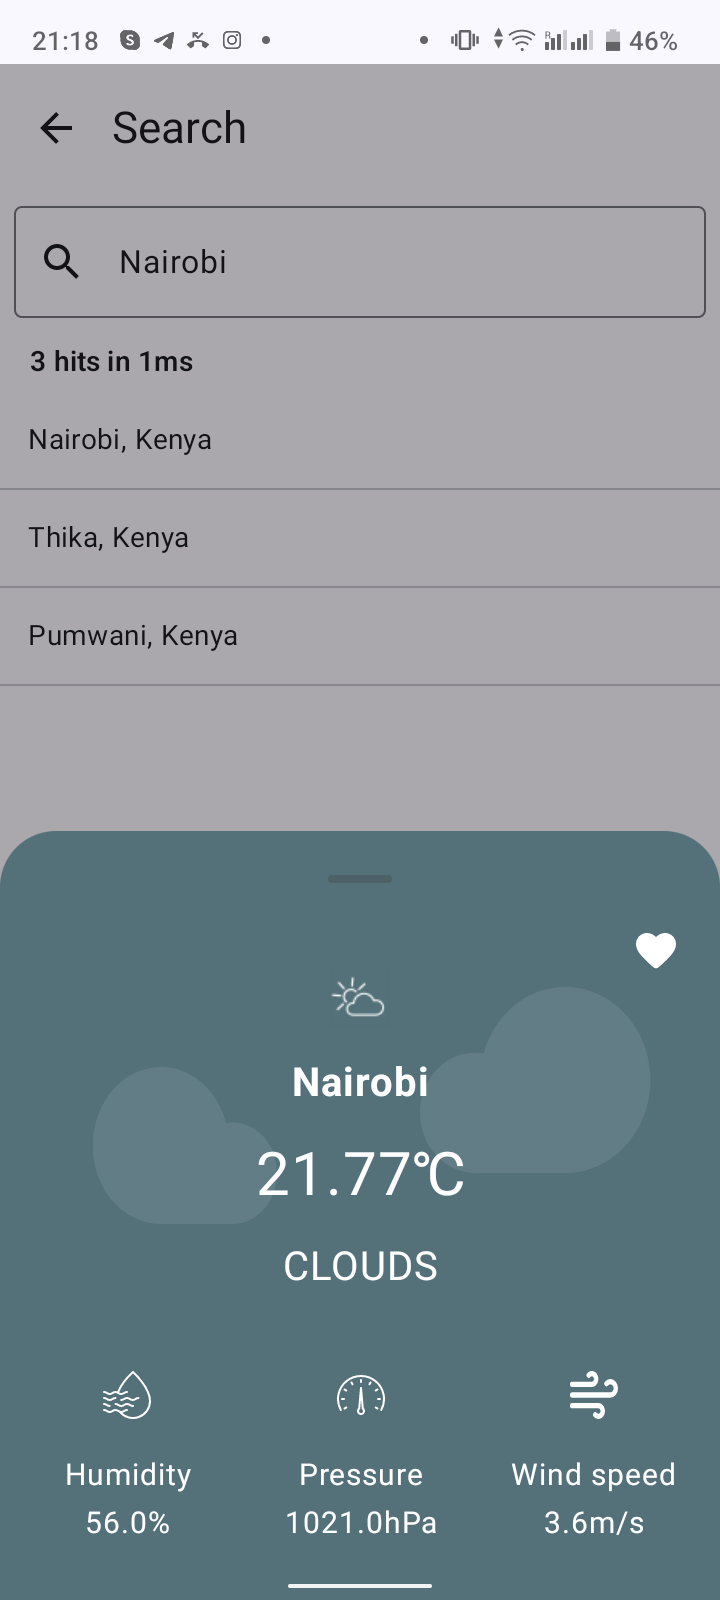 21:18 46%
Search
Nairobi
3 hits in 1ms
Nairobi, Kenya
Thika, Kenya
Pumwani, Kenya
Nairobi
21.77℃
CLOUDS
Humidity Pressure Wind speed
56.0% 1021.0hPa 3.6m/s